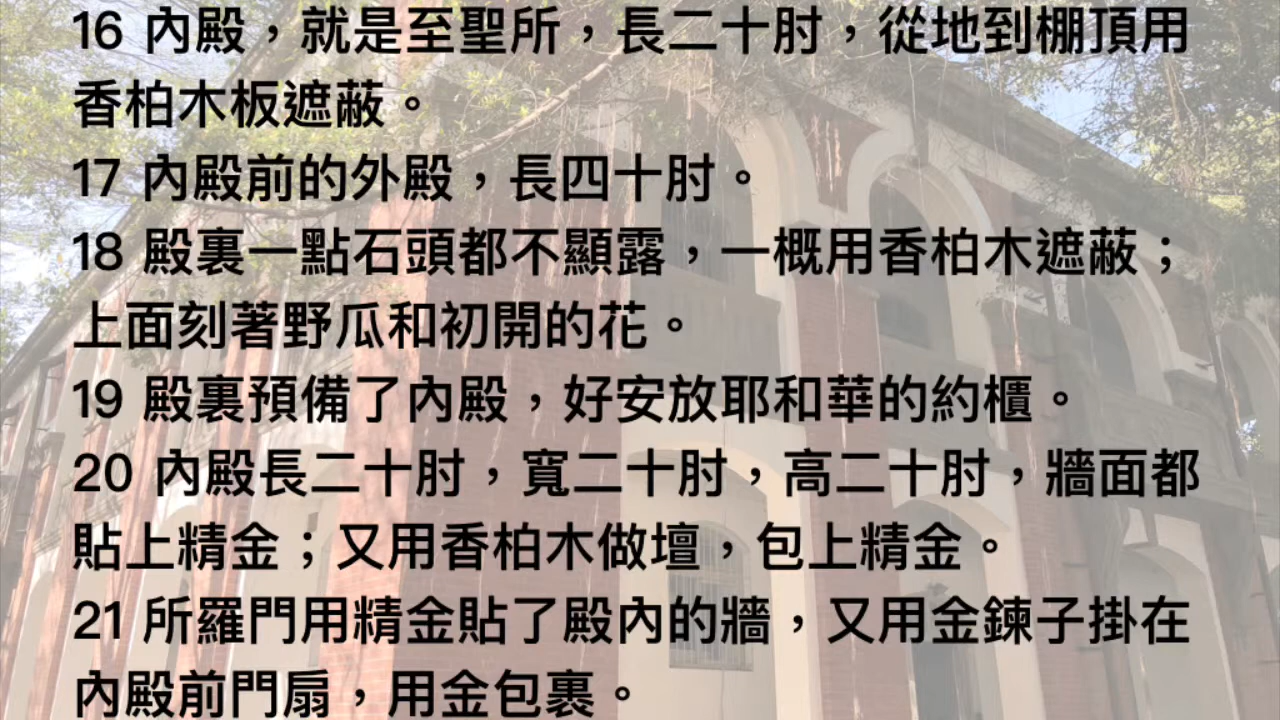 16 內殿，就是至聖所，長二十肘，從地到棚頂用
香柏木板遮蔽。
17 內殿前的外殿，長四十肘。
18 殿裏一點石頭都不顯露，一概用香柏木遮蔽；
上面刻著野瓜和初開的花。
19 殿裏預備了內殿，好安放耶和華的約櫃。
20 內殿長二十肘，寬二十肘，高二十肘，牆面都
貼上精金；又用香柏木做壇，包上精金。
21 所羅門用精金貼了殿內的牆，又用金鍊子掛在
內殿前門扇，用金包裹。